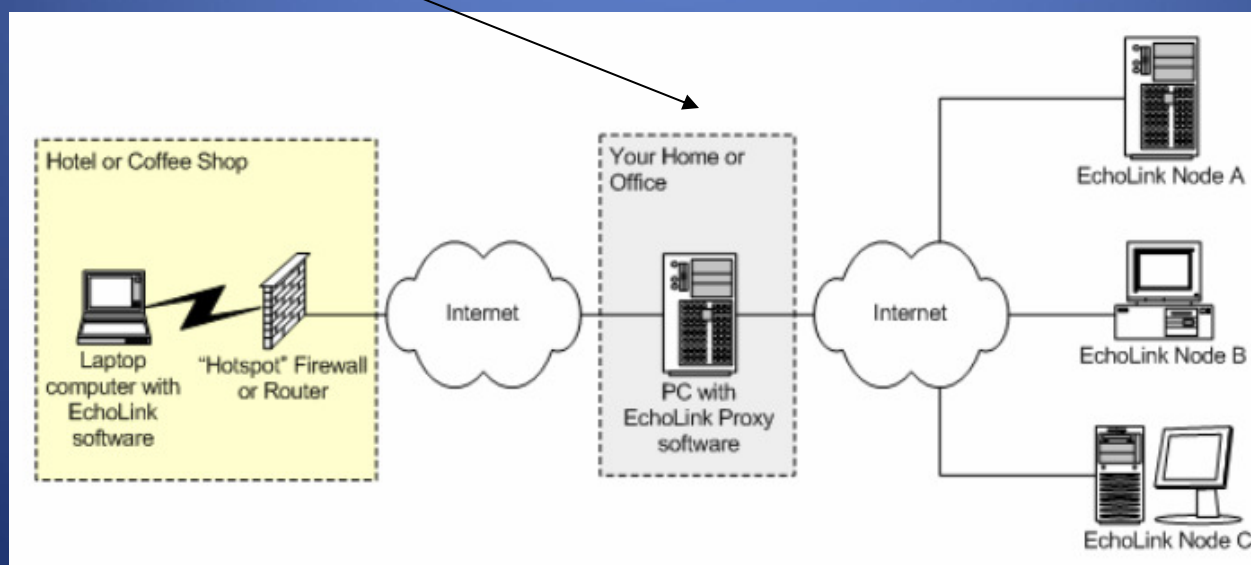 Hotel or Coffee Shop
Laptop
computer with
EchoLink
software
"Hotspot" Firewall
or Router
Internet
Your Home or
Office
PC with
EchoLink Proxy
software
Internet
EchoLink Node A
EchoLink Node B
EchoLink Node C